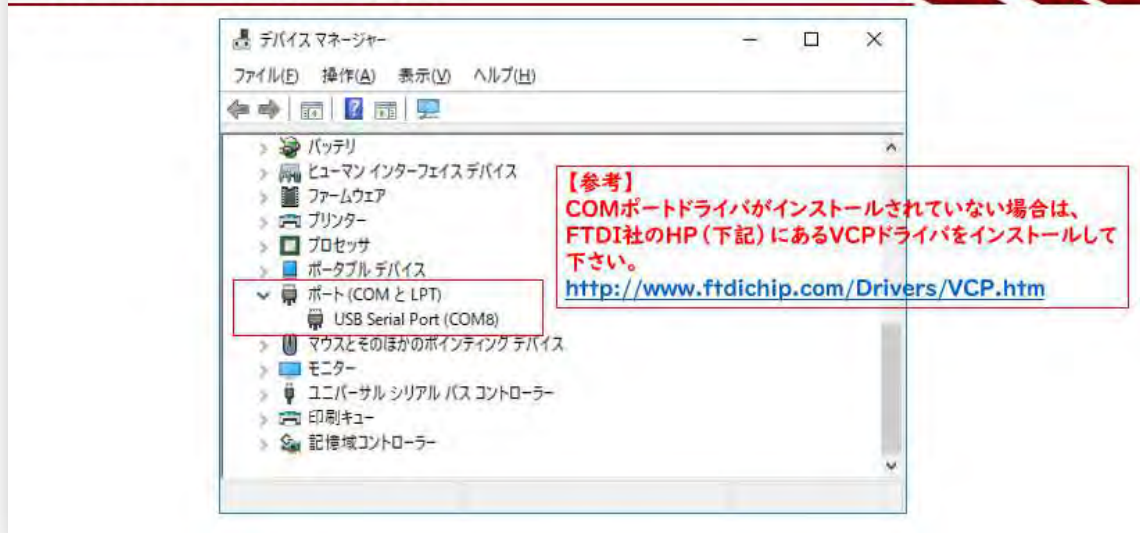 デバイス マネージャー
ファイル(F) 操作(A) 表示(V) ヘルプ(H)
バッテリ
ヒューマン インターフェイス デバイス
ファームウェア
プリンター
プロセッサ
ポータブル デバイス
ポート (COM と LPT)
USB Serial Port (COM8)
マウスとそのほかのポインティング デバイス
モニター
ユニバーサル シリアル バス コントローラー
印刷キュー
記憶域コントローラー
【参考】
COMポートドライバがインストールされていない場合は、
FTDI社のHP(下記)にあるVCPドライバをインストールして
下さい。
http://www.ftdichip.com/Drivers/VCP.htm